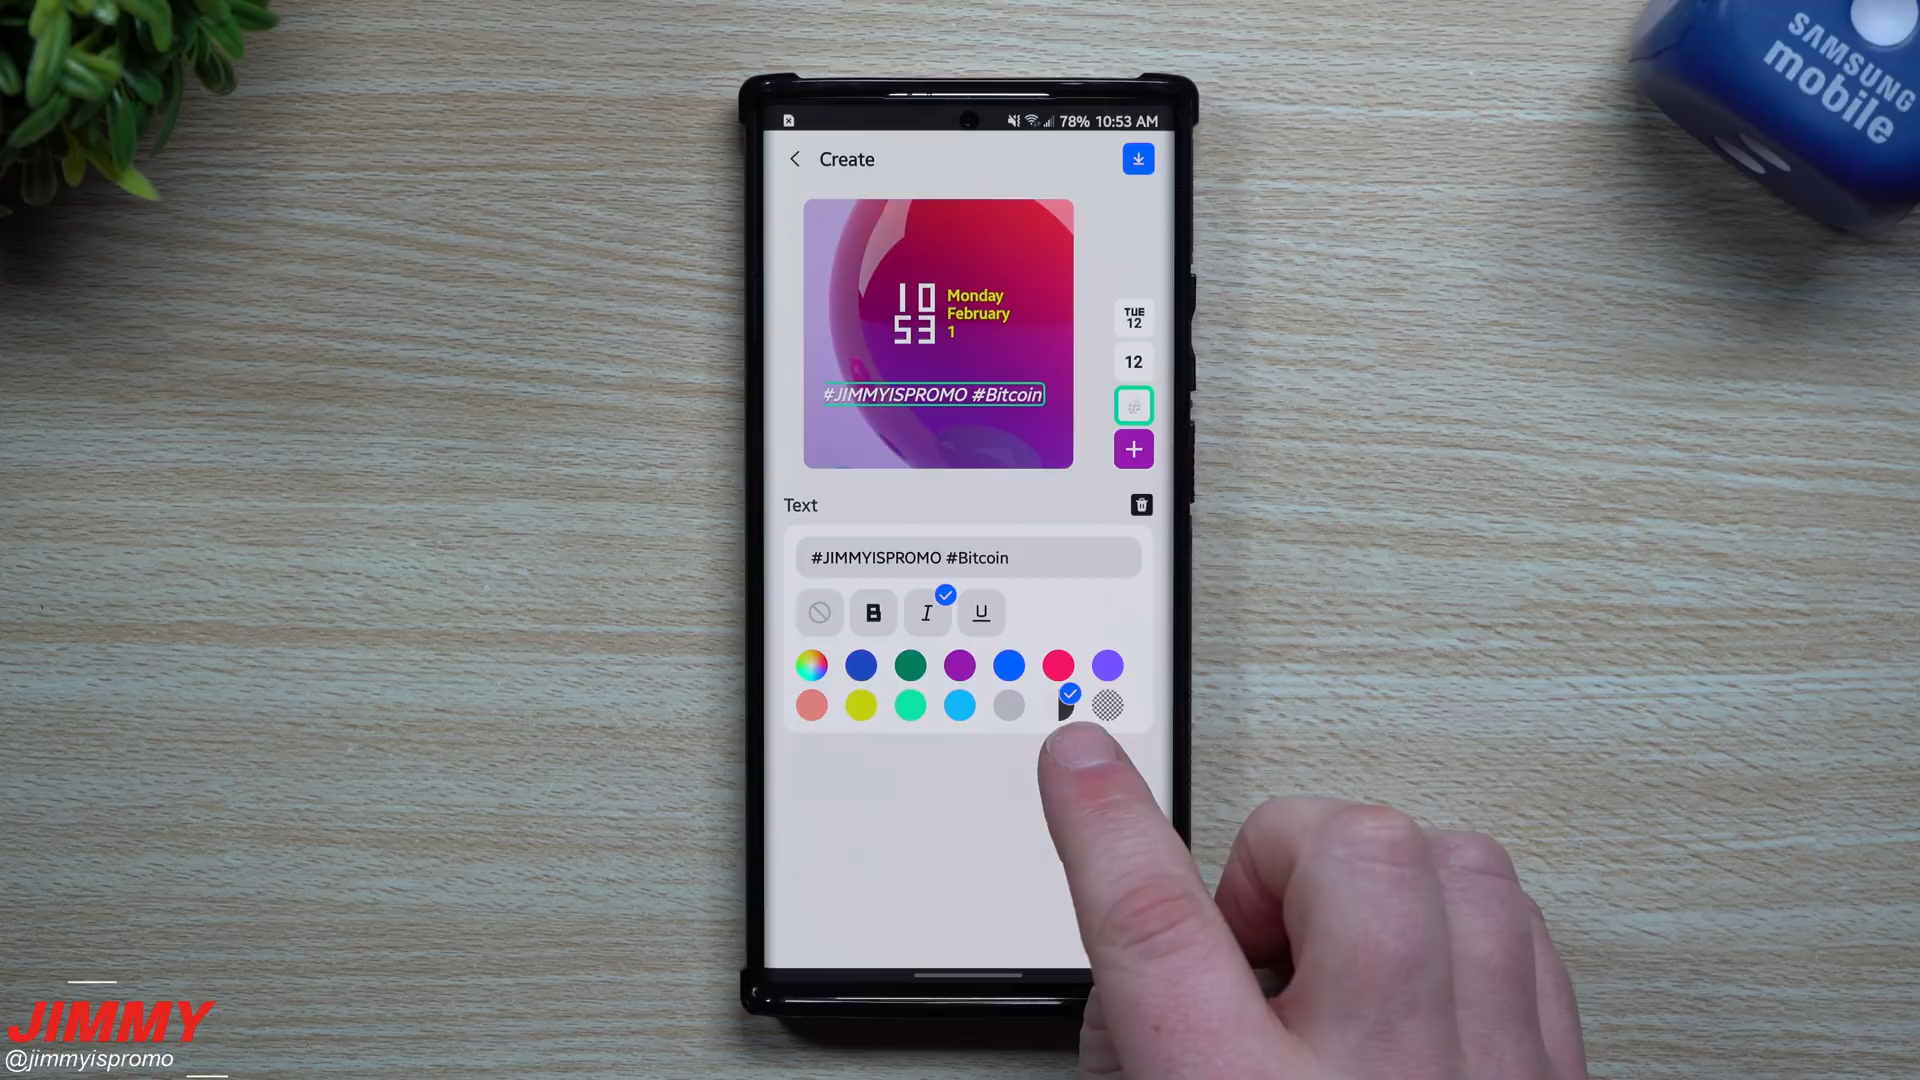 SAMSUNG
mobile
78% 10:53 AM
Create
10
53
Monday
February
1
#JIMMYISPROMO #Bitcoin
TUE
12
12
#
+
Text
#JIMMYISPROMO #Bitcoin
B I U
JIMMY
@jimmyispromo